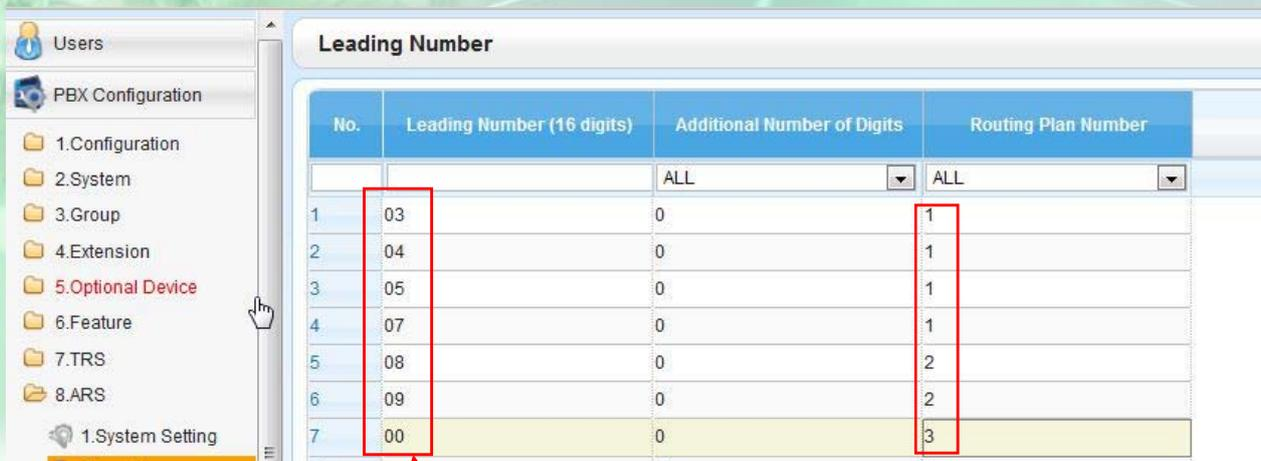 Users
PBX Configuration
1.Configuration
2.System
3.Group
4.Extension
5.Optional Device
6.Feature
7.TRS
8.ARS
1.System Setting
Leading Number
No. Leading Number (16 digits) Additional Number of Digits Routing Plan Number
ALL ALL
1 03 0 1
2 04 0 1
3 05 0 1
4 07 0 1
5 08 0 2
6 09 0 2
7 00 0 3